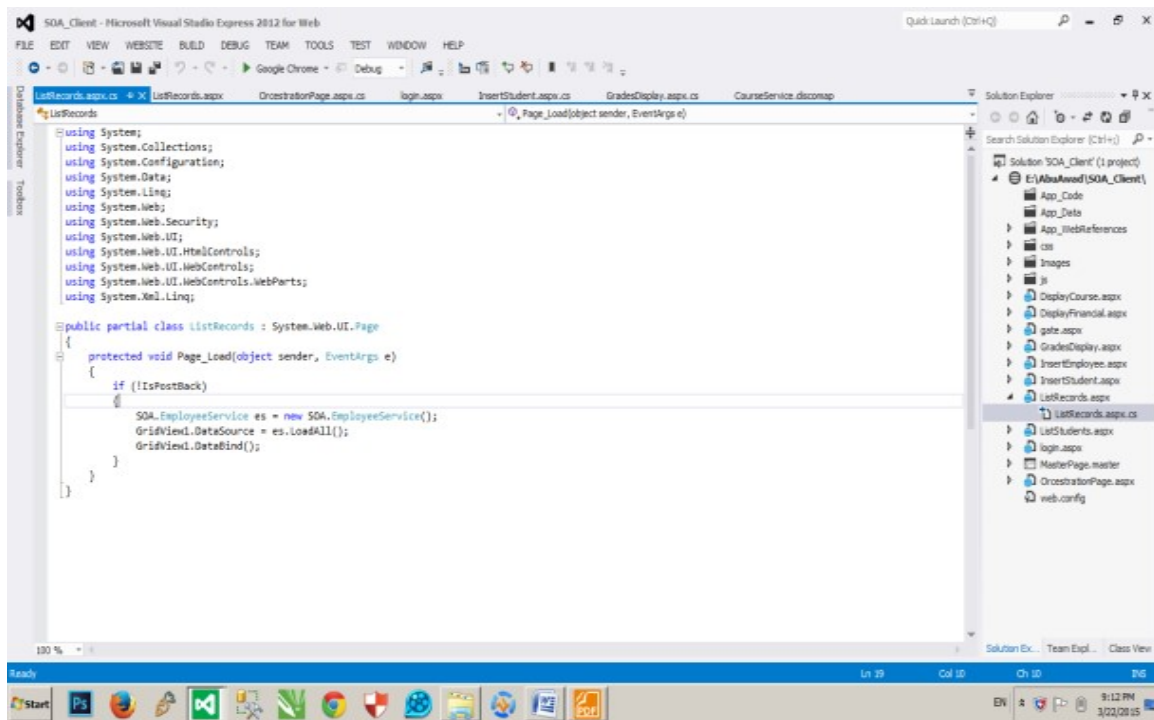 SOA_Client - Microsoft Visual Studio Express 2012 for Web
Quick Launch (Ctrl+Q)
FILE EDIT VIEW WEBSITE BUILD DEBUG TEAM TOOLS TEST WINDOW HELP
Google Chrome Debug
Database Explorer
Toolbox
ListRecords.aspx.cs ListRecords.aspx OrcestrationPage.aspx.cs login.aspx InsertStudent.aspx.cs GradesDisplay.aspx.cs CourseService.discomap
ListRecords Page_Load(object sender, EventArgs e)
using System;
using System.Collections;
using System.Configuration;
using System.Data;
using System.Linq;
using System.Web;
using System.Web.Security;
using System.Web.UI;
using System.Web.UI.HtmlControls;
using System.Web.UI.WebControls;
using System.Web.UI.WebControls.WebParts;
using System.Xml.Linq;
public partial class ListRecords : System.Web.UI.Page
{
protected void Page_Load(object sender, EventArgs e)
{
if (!IsPostBack)
{
SOA.EmployeeService es = new SOA.EmployeeService();
GridView1.DataSource = es.LoadAll();
GridView1.DataBind();
}
}
}
100 %
Solution Explorer
Search Solution Explorer (Ctrl+;)
Solution 'SOA_Client' (1 project)
E:\AbuAwad\SOA_Client\
App_Code
App_Data
App_WebReferences
css
Images
js
DisplayCourse.aspx
DisplayFinancial.aspx
gate.aspx
GradesDisplay.aspx
InsertEmployee.aspx
InsertStudent.aspx
ListRecords.aspx
ListRecords.aspx.cs
ListStudents.aspx
login.aspx
MasterPage.master
OrcestrationPage.aspx
web.config
Solution Ex... Team Expl... Class View
Ready Ln 19 Col 10 Ch 10 INS
Start Ps PDF EN 9:12 PM
3/22/2015